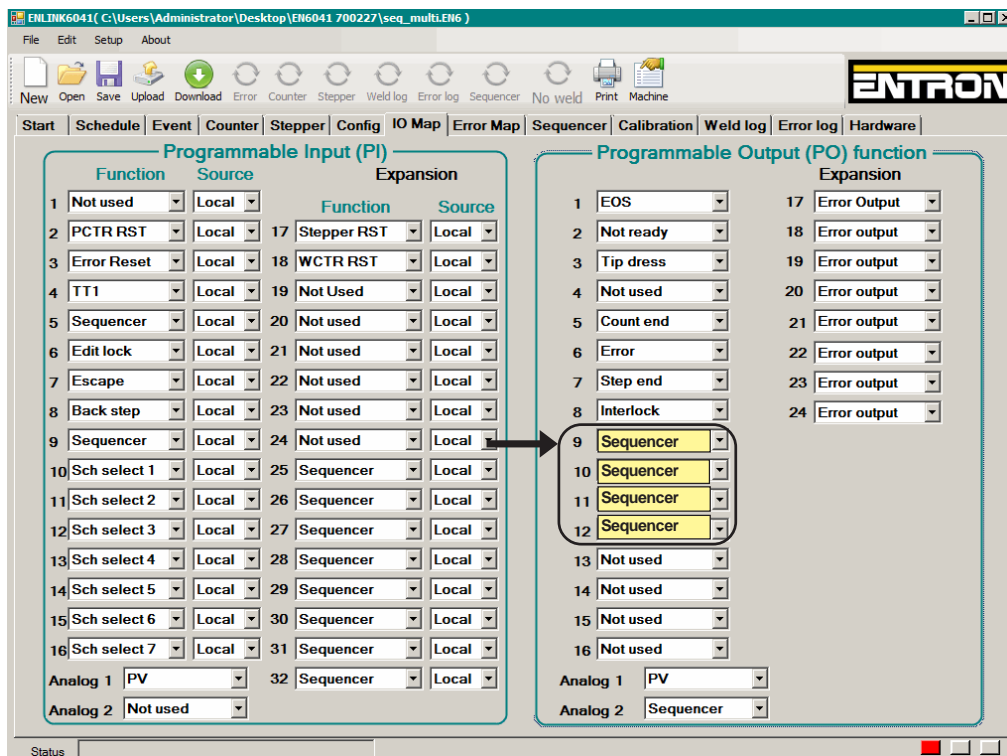 ENLINK6041( C:\Users\Administrator\Desktop\EN6041 700227\seq_multi.EN6 )
File Edit Setup About
New Open Save Upload Download Error Counter Stepper Weld log Error log Sequencer No weld Print Machine
ENTRON
Start Schedule Event Counter Stepper Config IO Map Error Map Sequencer Calibration Weld log Error log Hardware
Programmable Input (PI)
Function Source Expansion
Function Source
1 Not used Local
2 PCTR RST Local 17 Stepper RST Local
3 Error Reset Local 18 WCTR RST Local
4 TT1 Local 19 Not Used Local
5 Sequencer Local 20 Not used Local
6 Edit lock Local 21 Not used Local
7 Escape Local 22 Not used Local
8 Back step Local 23 Not used Local
9 Sequencer Local 24 Not used Local
10 Sch select 1 Local 25 Sequencer Local
11 Sch select 2 Local 26 Sequencer Local
12 Sch select 3 Local 27 Sequencer Local
13 Sch select 4 Local 28 Sequencer Local
14 Sch select 5 Local 29 Sequencer Local
15 Sch select 6 Local 30 Sequencer Local
16 Sch select 7 Local 31 Sequencer Local
Analog 1 PV 32 Sequencer Local
Analog 2 Not used
Programmable Output (PO) function
Expansion
1 EOS 17 Error Output
2 Not ready 18 Error output
3 Tip dress 19 Error output
4 Not used 20 Error output
5 Count end 21 Error output
6 Error 22 Error output
7 Step end 23 Error output
8 Interlock 24 Error output
9 Sequencer
10 Sequencer
11 Sequencer
12 Sequencer
13 Not used
14 Not used
15 Not used
16 Not used
Analog 1 PV
Analog 2 Sequencer
Status